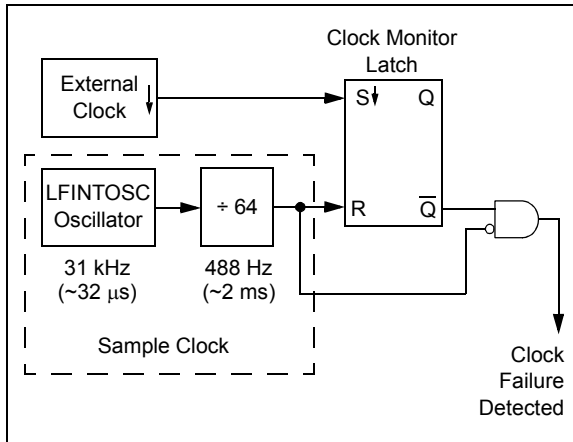 Clock Monitor
Latch
External
Clock
S
Q
LFINTOSC
Oscillator
÷ 64
R
Q̅
31 kHz
(~32 μs)
488 Hz
(~2 ms)
Sample Clock
Clock
Failure
Detected